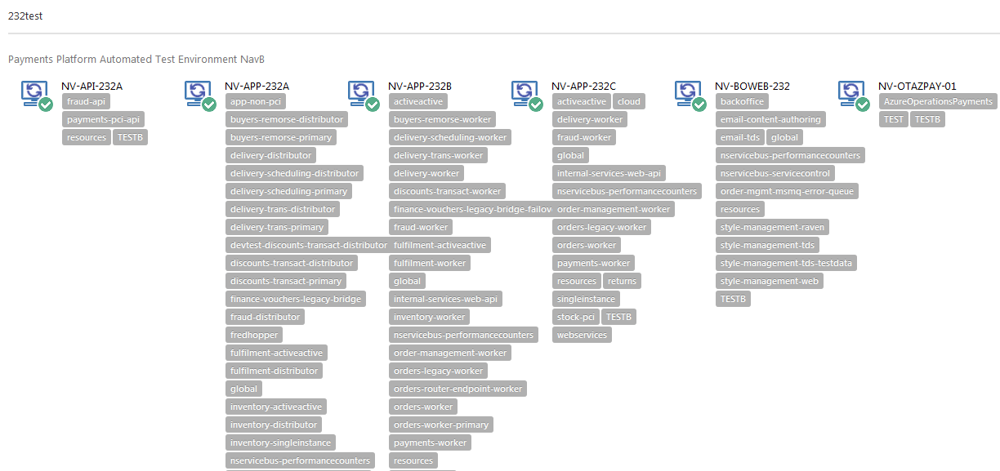 232test
Payments Platform Automated Test Environment NavB
NV-API-232A
fraud-api
payments-pci-api
resources TESTB
NV-APP-232A
app-non-pci
buyers-remorse-distributor
buyers-remorse-primary
delivery-distributor
delivery-scheduling-distributor
delivery-scheduling-primary
delivery-trans-distributor
delivery-trans-primary
devtest-discounts-transact-distributor
discounts-transact-distributor
discounts-transact-primary
finance-vouchers-legacy-bridge
fraud-distributor
fredhopper
fulfilment-activeactive
fulfilment-distributor
global
inventory-activeactive
inventory-distributor
inventory-singleinstance
nservicebus-performancecounters
NV-APP-232B
activeactive
buyers-remorse-worker
delivery-scheduling-worker
delivery-trans-worker
delivery-worker
discounts-transact-worker
finance-vouchers-legacy-bridge-failov
fraud-worker
fulfilment-activeactive
fulfilment-worker
global
internal-services-web-api
inventory-worker
nservicebus-performancecounters
order-management-worker
orders-legacy-worker
orders-router-endpoint-worker
orders-worker
orders-worker-primary
payments-worker
resources
NV-APP-232C
activeactive cloud
delivery-worker
fraud-worker
global
internal-services-web-api
nservicebus-performancecounters
order-management-worker
orders-legacy-worker
orders-worker
payments-worker
resources returns
singleinstance
stock-pci TESTB
webservices
NV-BOWEB-232
backoffice
email-content-authoring
email-tds global
nservicebus-performancecounters
nservicebus-servicecontrol
order-mgmt-msmq-error-queue
resources
style-management-raven
style-management-tds
style-management-tds-testdata
style-management-web
TESTB
NV-OTAZPAY-01
AzureOperationsPayments
TEST TESTB